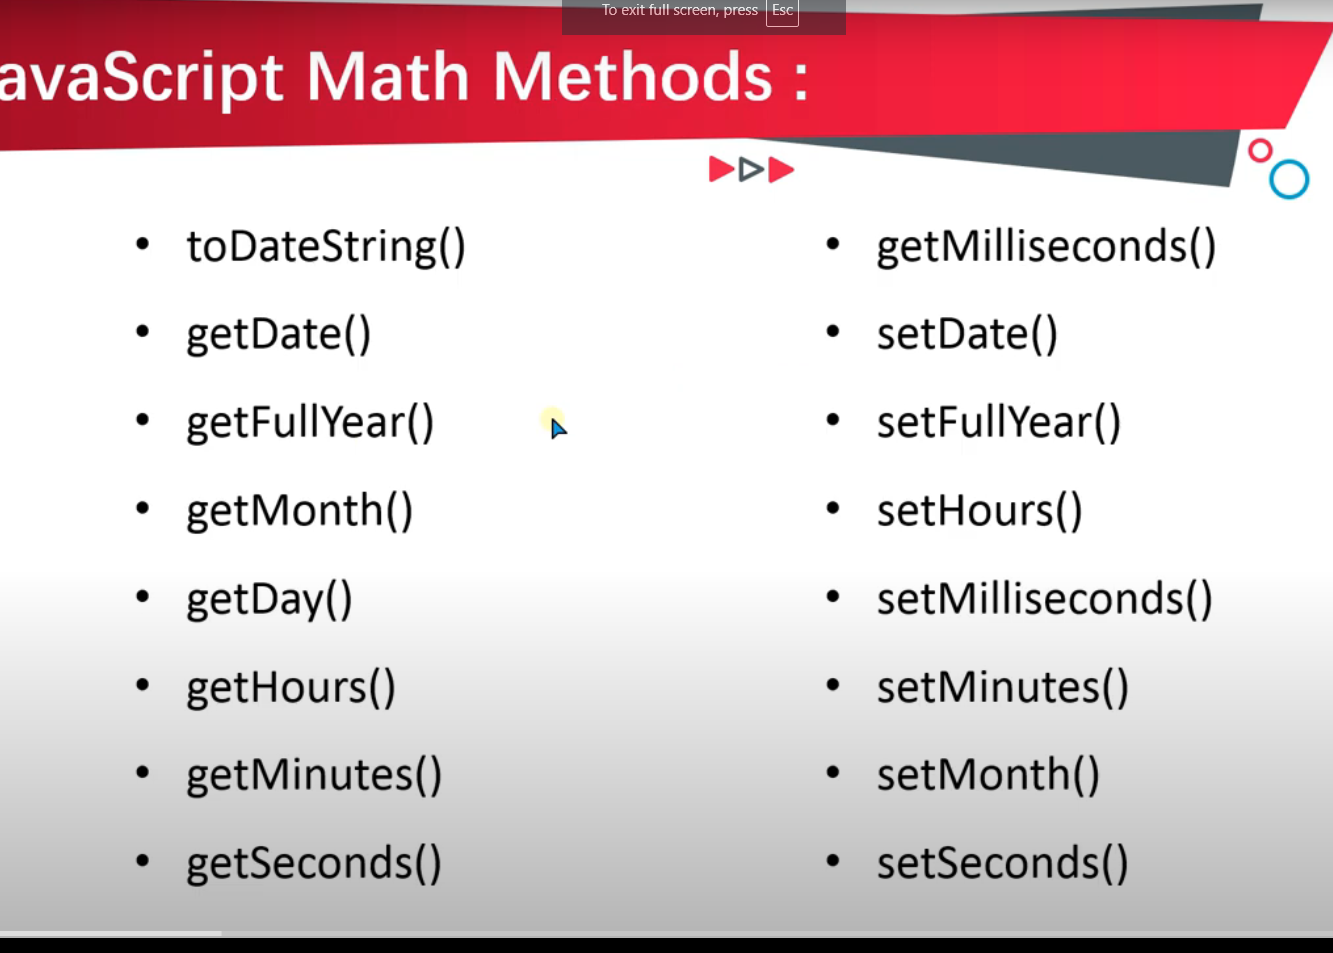 To exit full screen, press Esc
avaScript Math Methods :
• toDateString()
• getDate()
• getFullYear()
• getMonth()
• getDay()
• getHours()
• getMinutes()
• getSeconds()
• getMilliseconds()
• setDate()
• setFullYear()
• setHours()
• setMilliseconds()
• setMinutes()
• setMonth()
• setSeconds()